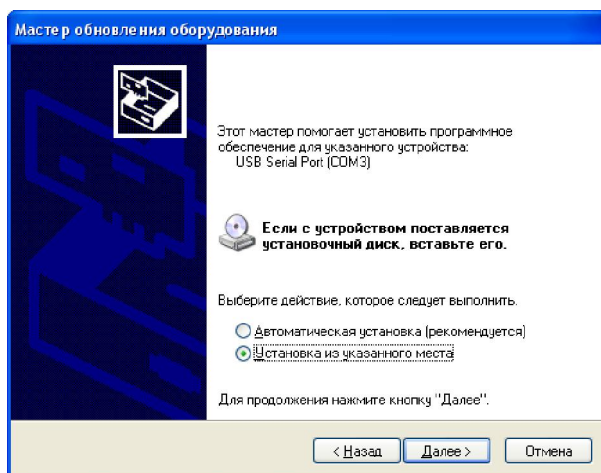 Мастер обновления оборудования
Этот мастер помогает установить программное
обеспечение для указанного устройства:
USB Serial Port (COM3)
Если с устройством поставляется
установочный диск, вставьте его.
Выберите действие, которое следует выполнить.
Автоматическая установка (рекомендуется)
Установка из указанного места
Для продолжения нажмите кнопку "Далее".
< Назад
Далее >
Отмена